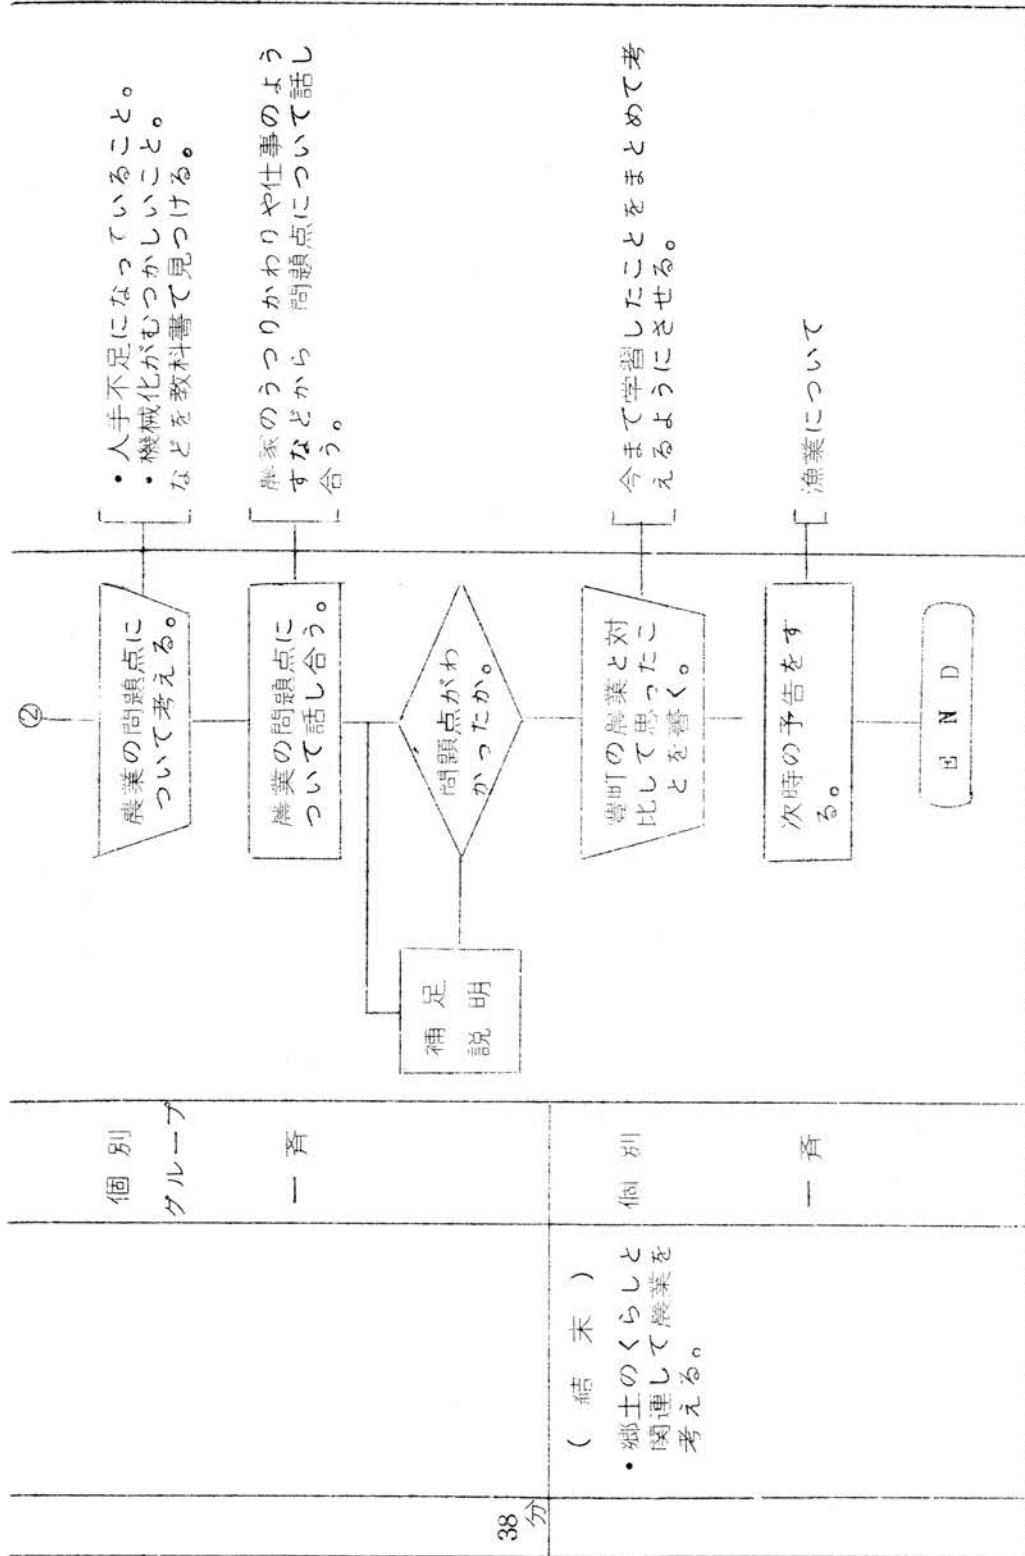 38
分
( 結 末 )
・郷土のくらしと
関連して農業を
考える。
個 別
グループ
一 斉
個 別
一 斉
②
農業の問題点に
ついて考える。
農業の問題点に
ついて話し合う。
問題点がわ
かったか。
補 足
説 明
豊町の農業と対
比して思ったこ
とを書く。
次時の予告をす
る。
E N D
・人手不足になっていること。
・機械化がむつかしいこと。
などを教科書で見つける。
農家のうつりかわりや仕事のよう
すなどから 問題点について話し
合う。
今まで学習したことをまとめて考
えるようにさせる。
漁業について